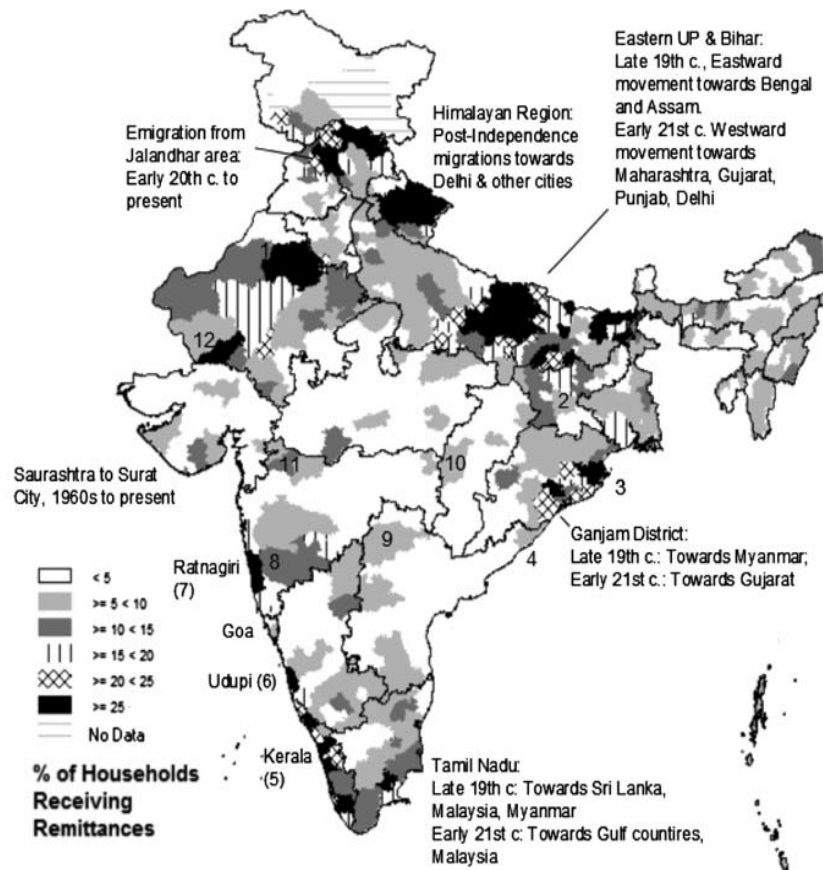 Eastern UP & Bihar:
Late 19th c., Eastward
movement towards Bengal
and Assam.
Early 21st c. Westward
movement towards
Maharashtra, Gujarat,
Punjab, Delhi
Himalayan Region:
Post-Independence
migrations towards
Delhi & other cities
Emigration from
Jalandhar area:
Early 20th c. to
present
1
12
2
10
11
3
Saurashtra to Surat
City, 1960s to present
9
4
Ganjam District:
Late 19th c.: Towards Myanmar;
Early 21st c.: Towards Gujarat
8
Ratnagiri
(7)
Goa
Udupi (6)
Kerala
(5)
< 5
>= 5 < 10
>= 10 < 15
>= 15 < 20
>= 20 < 25
>= 25
No Data
% of Households
Receiving
Remittances
Tamil Nadu:
Late 19th c: Towards Sri Lanka,
Malaysia, Myanmar
Early 21st c: Towards Gulf countires,
Malaysia